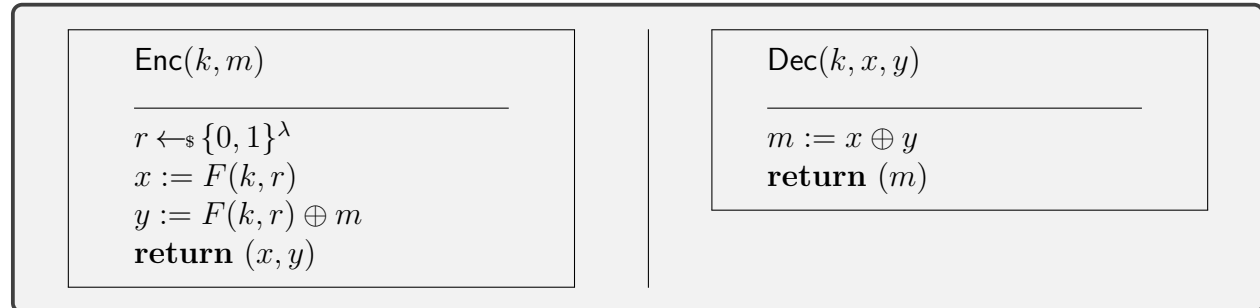 Enc(k, m)
r ←$ {0, 1}^λ
x := F(k, r)
y := F(k, r) ⊕ m
return (x, y)
Dec(k, x, y)
m := x ⊕ y
return (m)